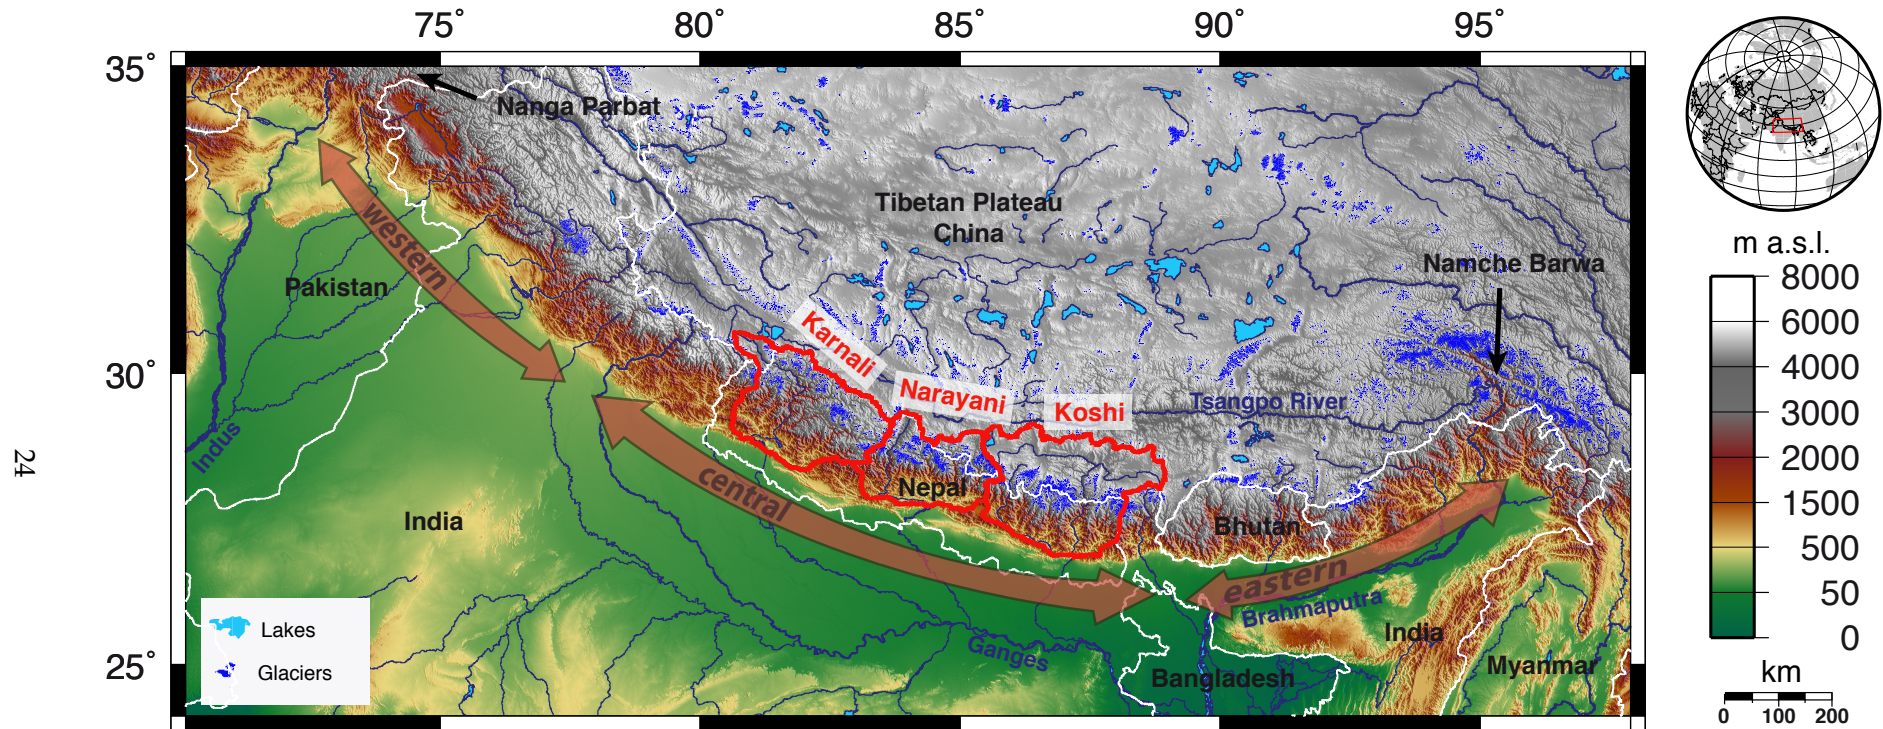 75° 80° 85° 90° 95°
35°
30°
25°
24
Nanga Parbat
Tibetan Plateau
China
Namche Barwa
western
Pakistan
Karnali
Narayani
Koshi
Tsangpo River
Indus
central
Nepal
India
Bhutan
eastern
Brahmaputra
India
Ganges
Bangladesh
Myanmar
Lakes
Glaciers
m a.s.l.
8000
6000
4000
3000
2000
1500
500
50
0
km
0 100 200